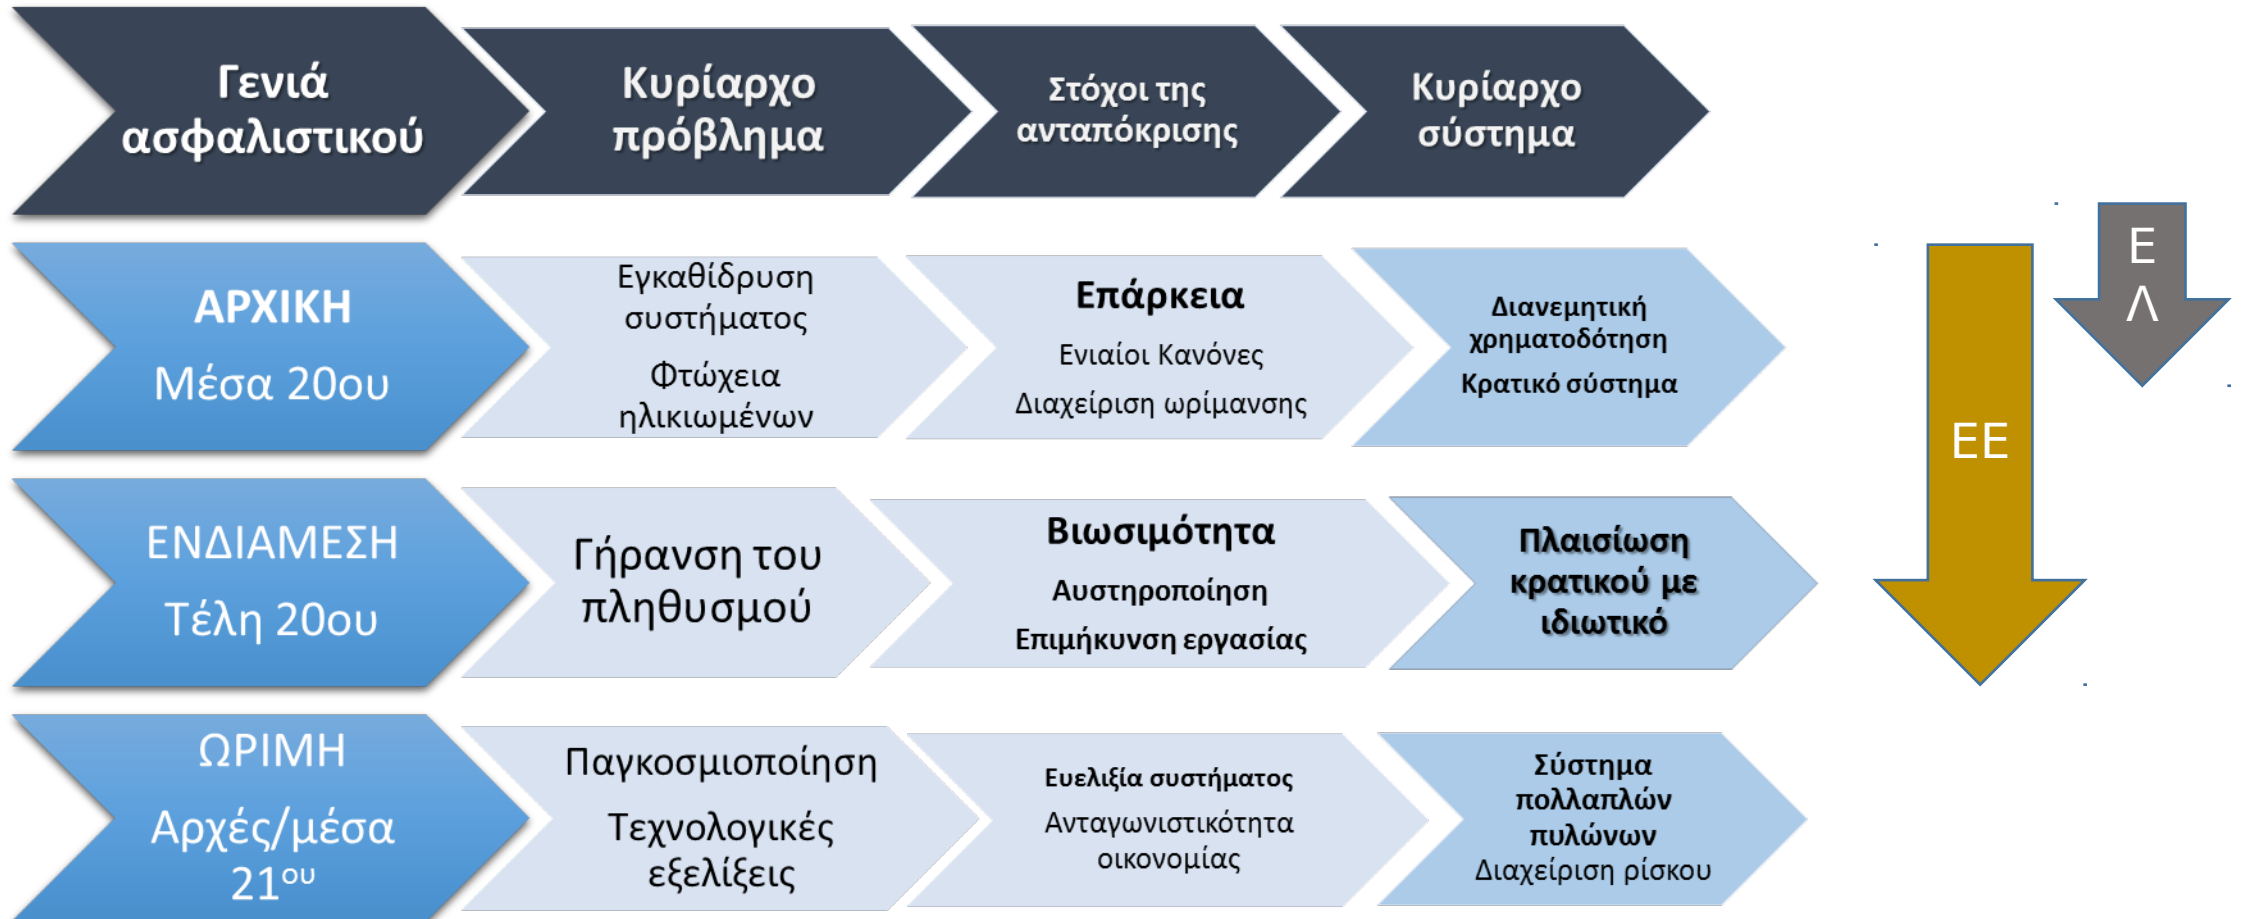 Γενιά
ασφαλιστικού
Κυρίαρχο
πρόβλημα
Στόχοι της
ανταπόκρισης
Κυρίαρχο
σύστημα
ΑΡΧΙΚΗ
Μέσα 20ου
Εγκαθίδρυση
συστήματος
Φτώχεια
ηλικιωμένων
Επάρκεια
Ενιαίοι Κανόνες
Διαχείριση ωρίμανσης
Διανεμητική
χρηματοδότηση
Κρατικό σύστημα
Ε
Λ
ΕΕ
ΕΝΔΙΑΜΕΣΗ
Τέλη 20ου
Γήρανση του
πληθυσμού
Βιωσιμότητα
Αυστηροποίηση
Επιμήκυνση εργασίας
Πλαισίωση
κρατικού με
ιδιωτικό
ΩΡΙΜΗ
Αρχές/μέσα
21ου
Παγκοσμιοποίηση
Τεχνολογικές
εξελίξεις
Ευελιξία συστήματος
Ανταγωνιστικότητα
οικονομίας
Σύστημα
πολλαπλών
πυλώνων
Διαχείριση ρίσκου